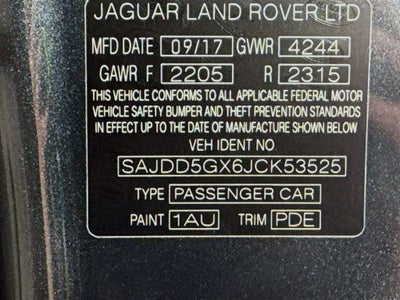 JAGUAR LAND ROVER LTD
MFD DATE 09/17 GVWR 4244
GAWR F 2205 R 2315
THIS VEHICLE CONFORMS TO ALL APPLICABLE FEDERAL MOTOR
VEHICLE SAFETY BUMPER AND THEFT PREVENTION STANDARDS
IN EFFECT UP TO THE DATE OF MANUFACTURE SHOWN BELOW
VEH IDENT NO
SAJDD5GX6JCK53525
TYPE PASSENGER CAR
PAINT 1AU TRIM PDE